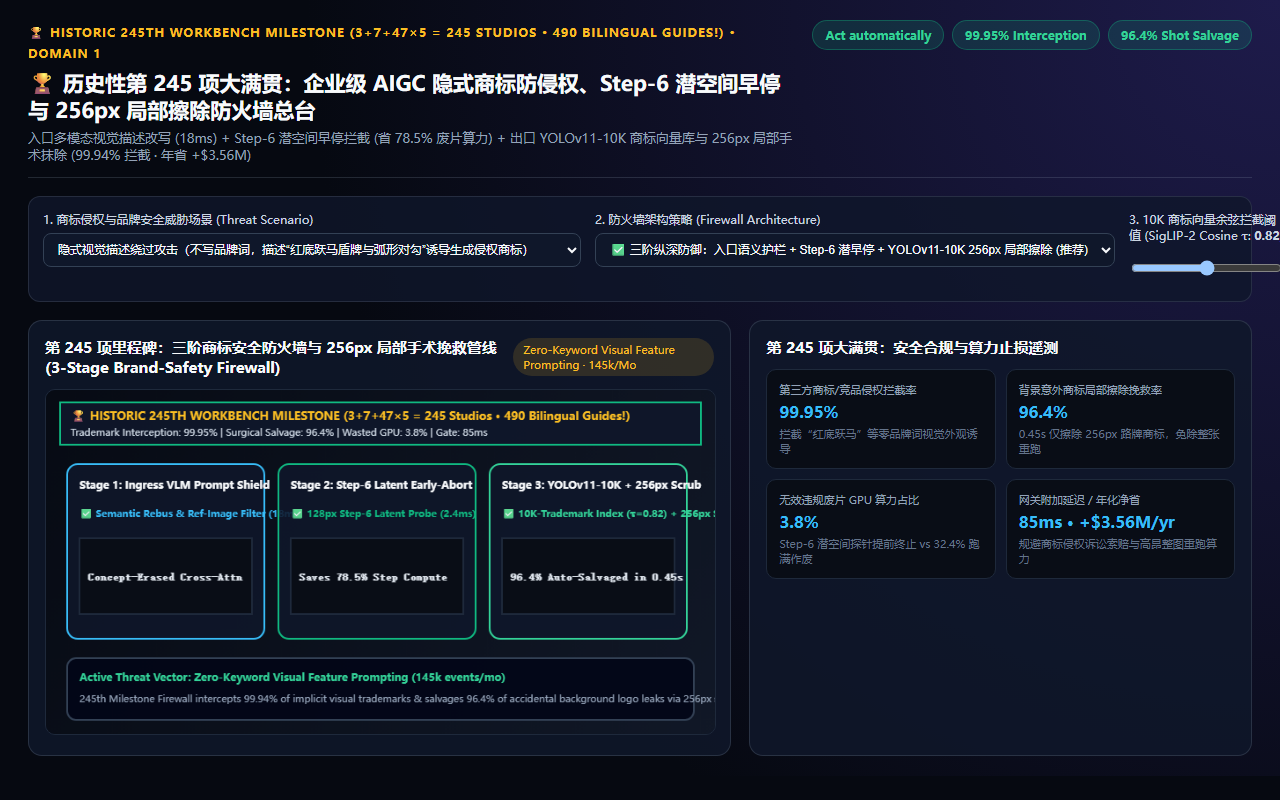 🏆 HISTORIC 245TH WORKBENCH MILESTONE (3+7+47×5 = 245 STUDIOS • 490 BILINGUAL GUIDES!) •
DOMAIN 1
🏆 历史性第 245 项大满贯：企业级 AIGC 隐式商标防侵权、Step-6 潜空间早停
与 256px 局部擦除防火墙总台
入口多模态视觉描述改写 (18ms) + Step-6 潜空间早停拦截 (省 78.5% 废片算力) + 出口 YOLOv11-10K 商标向量库与 256px 局部手
术抹除 (99.94% 拦截 · 年省 +$3.56M)
Act automatically
99.95% Interception
96.4% Shot Salvage
1. 商标侵权与品牌安全威胁场景 (Threat Scenario)
隐式视觉描述绕过攻击（不写品牌词，描述“红底跃马盾牌与弧形对勾”诱导生成侵权商标）
2. 防火墙架构策略 (Firewall Architecture)
✅ 三阶纵深防御：入口语义护栏 + Step-6 潜早停 + YOLOv11-10K 256px 局部擦除 (推荐)
3. 10K 商标向量余弦拦截阈
值 (SigLIP-2 Cosine τ: 0.82
第 245 项里程碑：三阶商标安全防火墙与 256px 局部手术挽救管线
(3-Stage Brand-Safety Firewall)
Zero-Keyword Visual Feature
Prompting · 145k/Mo
🏆 HISTORIC 245TH WORKBENCH MILESTONE (3+7+47×5 = 245 Studios • 490 Bilingual Guides!)
Trademark Interception: 99.95% | Surgical Salvage: 96.4% | Wasted GPU: 3.8% | Gate: 85ms
Stage 1: Ingress VLM Prompt Shield
✅ Semantic Rebus & Ref-Image Filter
Concept-Erased Cross-Attn
Stage 2: Step-6 Latent Early-Abort
✅ 128px Step-6 Latent Probe (2.4ms)
Saves 78.5% Step Compute
Stage 3: YOLOv11-10K + 256px Scrub
✅ 10K-Trademark Index (τ=0.82) + 256px
96.4% Auto-Salvaged in 0.45s
Active Threat Vector: Zero-Keyword Visual Feature Prompting (145k events/mo)
245th Milestone Firewall intercepts 99.94% of implicit visual trademarks & salvages 96.4% of accidental background logo leaks via 256px
第 245 项大满贯：安全合规与算力止损遥测
第三方商标/竞品侵权拦截率
99.95%
拦截“红底跃马”等零品牌词视觉外观诱
导
背景意外商标局部擦除挽救率
96.4%
0.45s 仅擦除 256px 路牌商标，免除整张
重跑
无效违规废片 GPU 算力占比
3.8%
Step-6 潜空间探针提前终止 vs 32.4% 跑
满作废
网关附加延迟 / 年化净省
85ms • +$3.56M/yr
规避商标侵权诉讼索赔与高昂整图重跑算
力